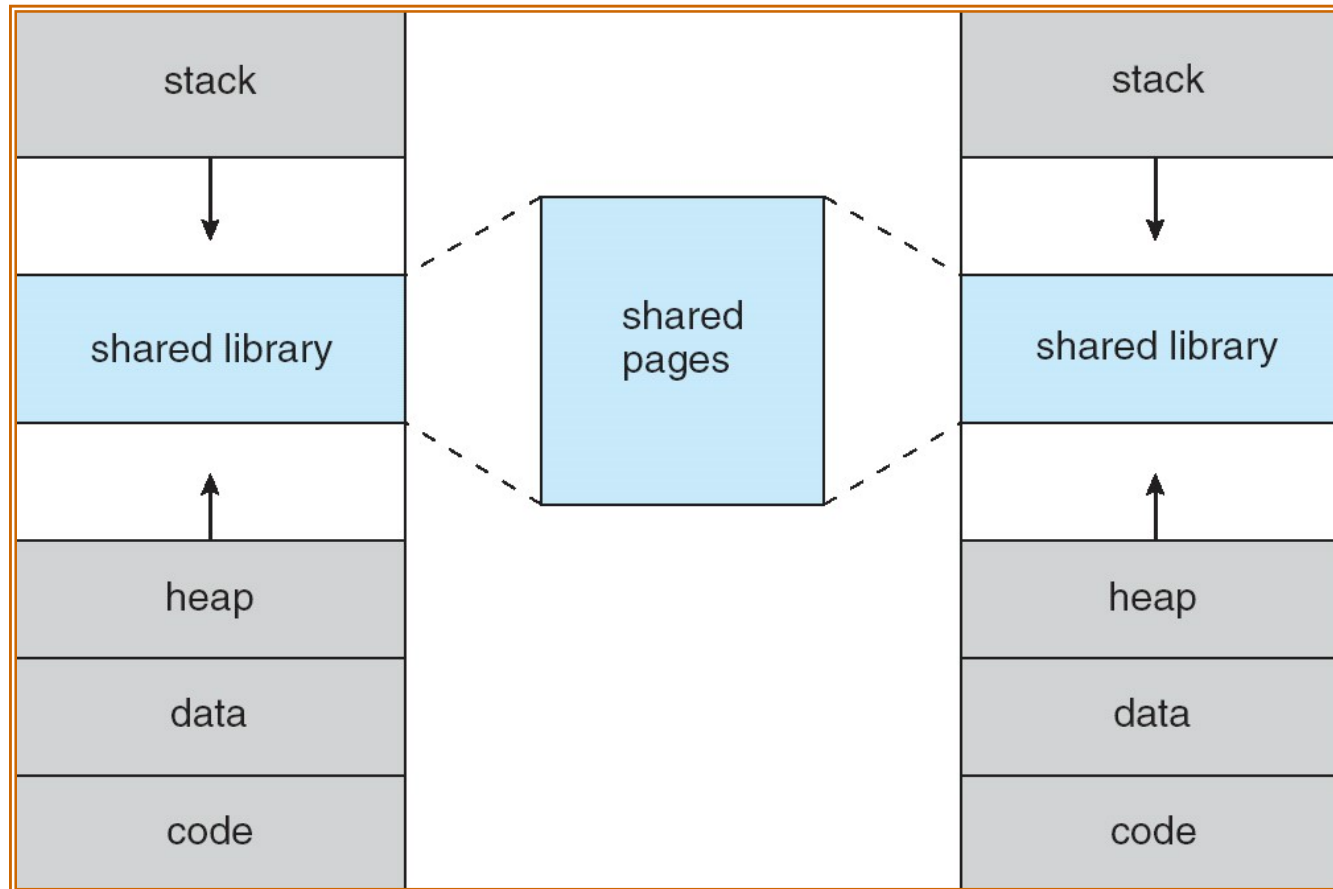 stack
shared library
heap
data
code
shared
pages
stack
shared library
heap
data
code